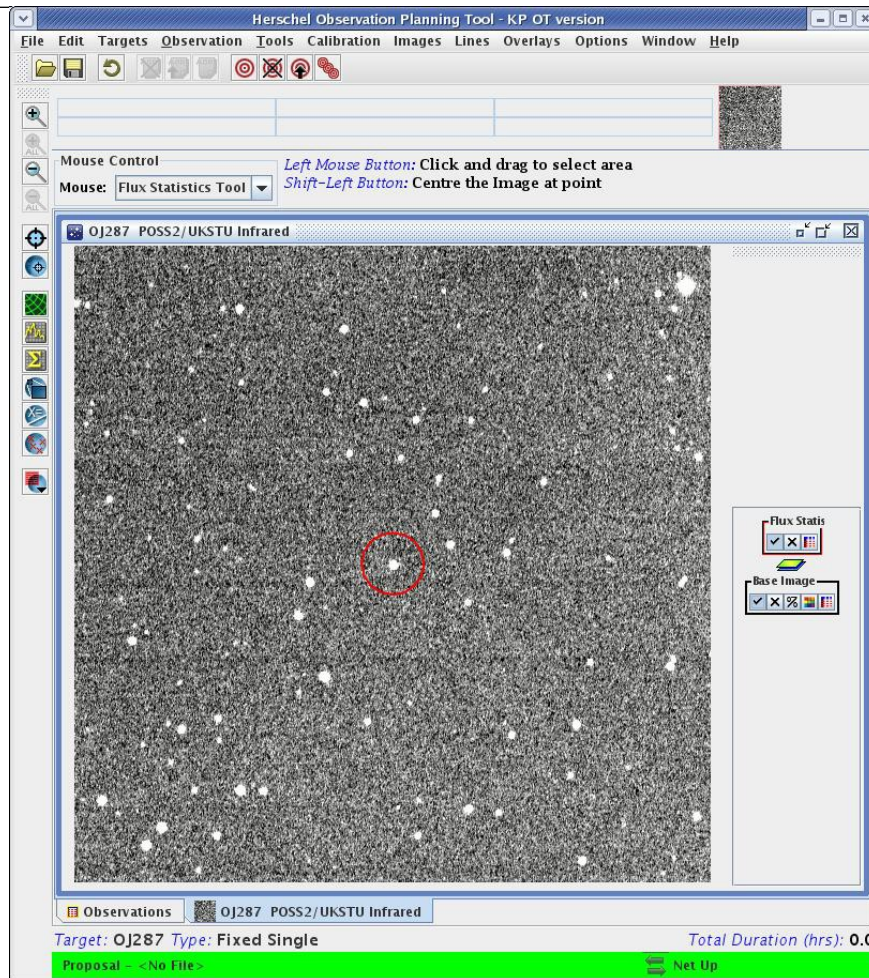 Herschel Observation Planning Tool - KP OT version
File Edit Targets Observation Tools Calibration Images Lines Overlays Options Window Help
ALL
ALL
Mouse Control
Mouse: Flux Statistics Tool
Left Mouse Button: Click and drag to select area
Shift-Left Button: Centre the Image at point
OJ287 POSS2/UKSTU Infrared
Flux Statis
Base Image
Observations OJ287 POSS2/UKSTU Infrared
Target: OJ287 Type: Fixed Single Total Duration (hrs): 0.0
Proposal - <No File> Net Up